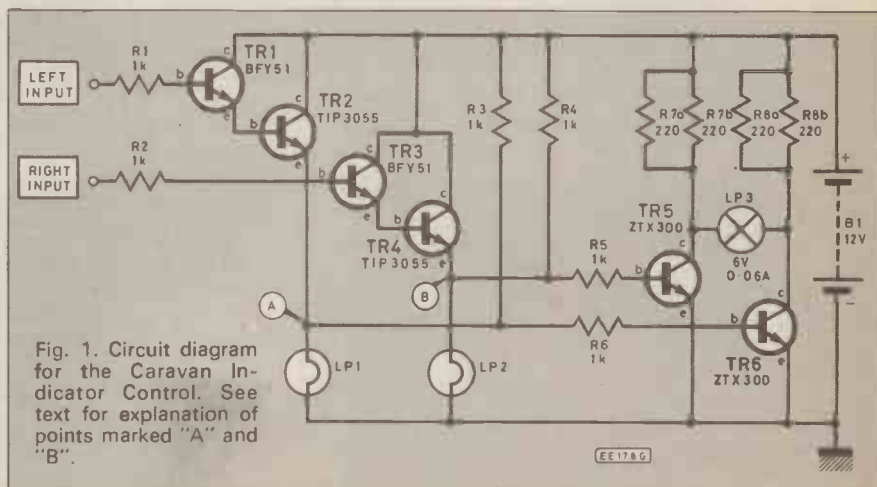 R1
1k
LEFT
INPUT
b
c
e
TR1
BFY51
TR2
TIP3055
b
c
e
R2
1k
RIGHT
INPUT
TR3
BFY51
b
c
e
TR4
TIP3055
b
c
e
R3
1k
R4
1k
R7a
220
R7b
220
R8a
220
R8b
220
LP3
6V
0·06A
TR5
ZTX300
b
c
e
R5
1k
R6
1k
TR6
ZTX300
b
c
e
+
B1
12V
−
A
B
LP1
LP2
EE178G
Fig. 1. Circuit diagram
for the Caravan In-
dicator Control. See
text for explanation of
points marked "A" and
"B".